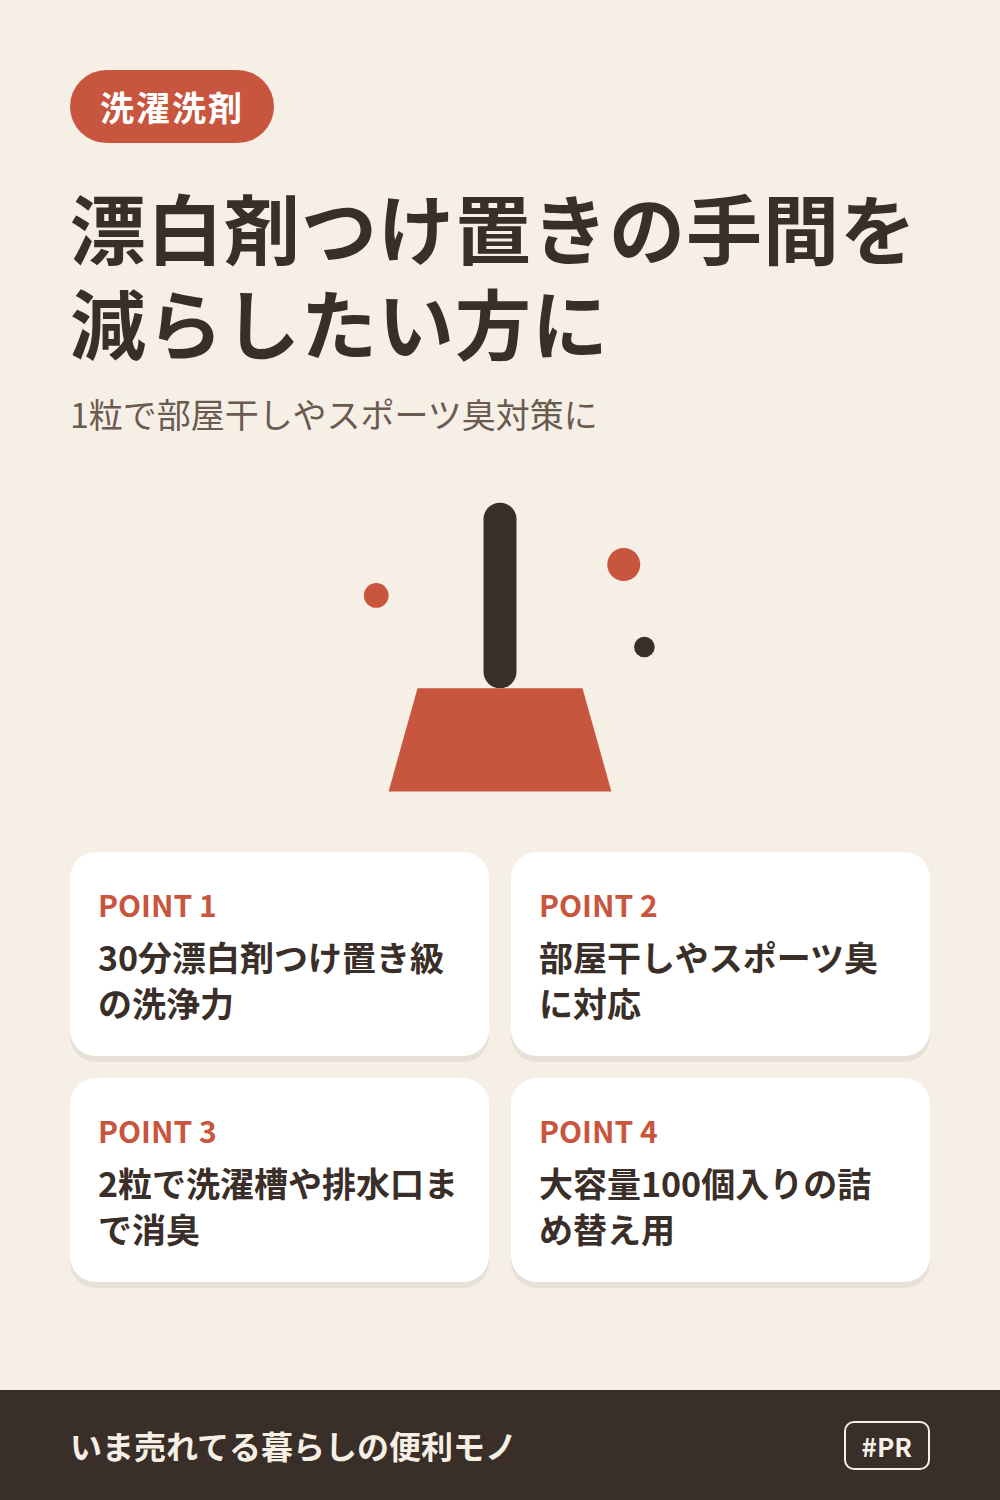 洗濯洗剤
漂白剤つけ置きの手間を
減らしたい方に
1粒で部屋干しやスポーツ臭対策に
POINT 1
30分漂白剤つけ置き級
の洗浄力
POINT 2
部屋干しやスポーツ臭
に対応
POINT 3
2粒で洗濯槽や排水口ま
で消臭
POINT 4
大容量100個入りの詰
め替え用
いま売れてる暮らしの便利モノ
#PR